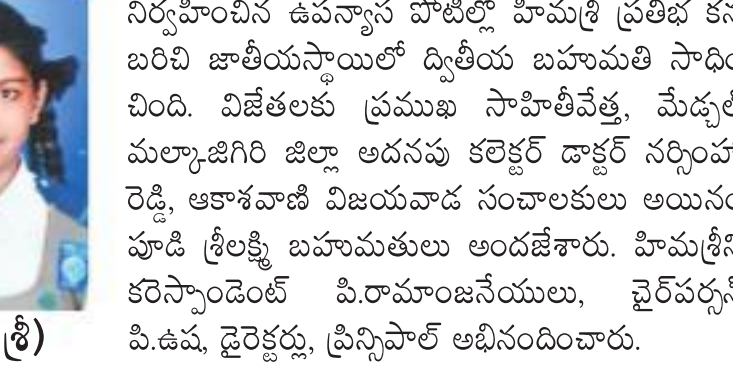 నిర్వహించిన ఉపన్యాస పోటీల్లో హిమశ్రీ ప్రతిభ కన
బరిచి జాతీయస్థాయిలో ద్వితీయ బహుమతి సాధిం
చింది. విజేతలకు ప్రముఖ సాహితీవేత్త, మేడ్చల్
మల్కాజిగిరి జిల్లా అదనపు కలెక్టర్ డాక్టర్ నర్సింహా
రెడ్డి, ఆకాశవాణి విజయవాడ సంచాలకులు అయినం
పూడి శ్రీలక్ష్మి బహుమతులు అందజేశారు. హిమశ్రీని
కరెస్పాండెంట్ పి.రామాంజనేయులు, చైర్‌పర్సన్
శ్రీ) పి.ఉష, డైరెక్టర్లు, ప్రిన్సిపాల్ అభినందించారు.